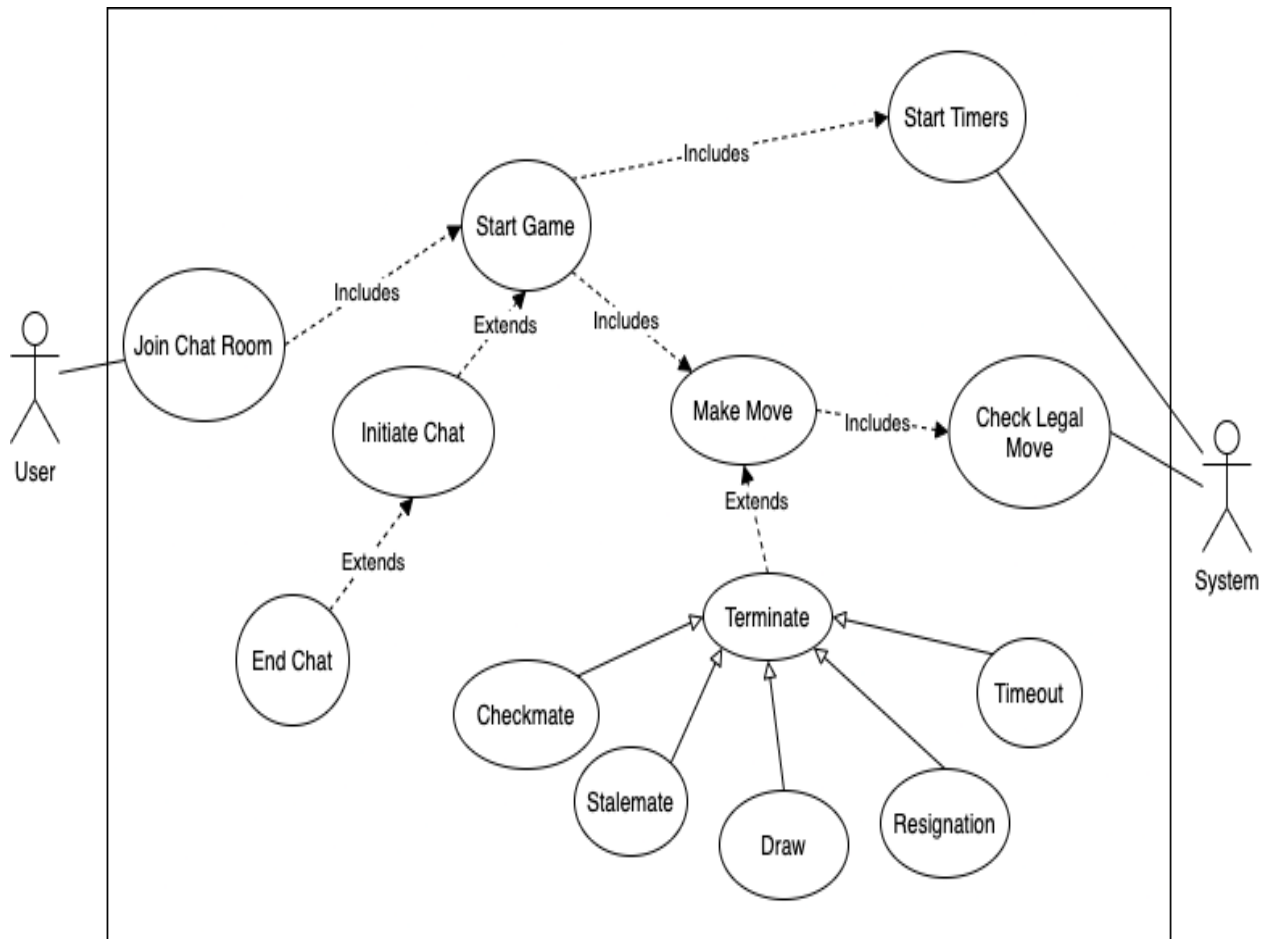 Start Timers
Includes
Start Game
Includes
Extends
Includes
Join Chat Room
User
Initiate Chat
Make Move
Includes
Check Legal
Move
System
Extends
Extends
Terminate
End Chat
Checkmate
Timeout
Stalemate
Draw
Resignation